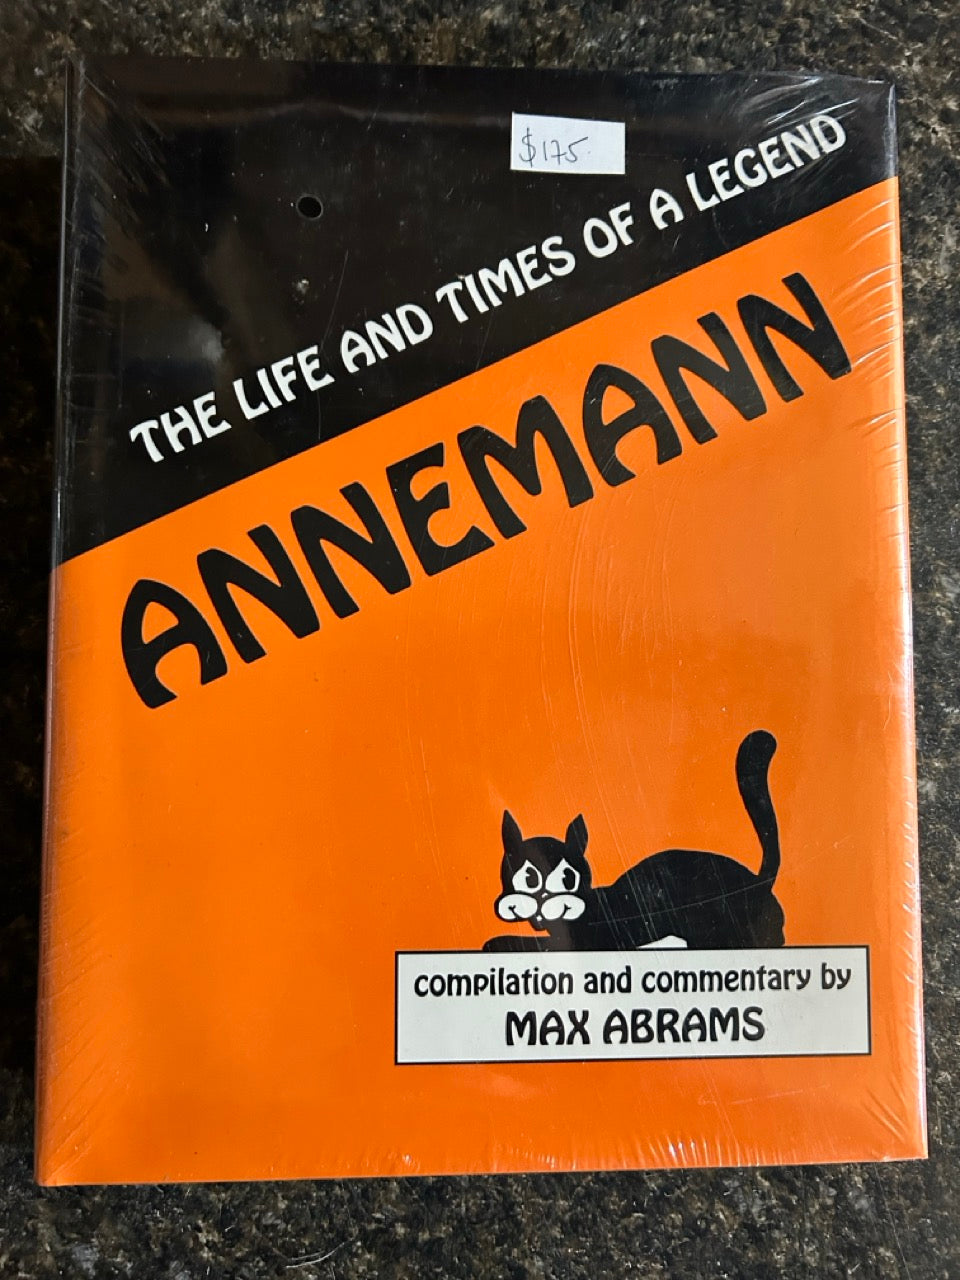 $175.
THE LIFE AND TIMES OF A LEGEND
ANNEMANN
compilation and commentary by
MAX ABRAMS